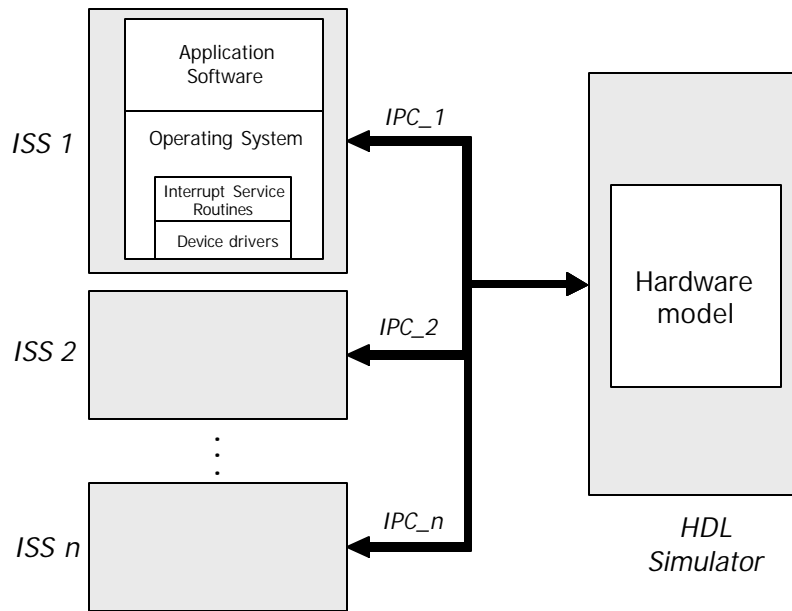 Application
Software
ISS 1
Operating System
Interrupt Service
Routines
Device drivers
IPC_1
ISS 2
IPC_2
ISS n
IPC_n
Hardware
model
HDL
Simulator